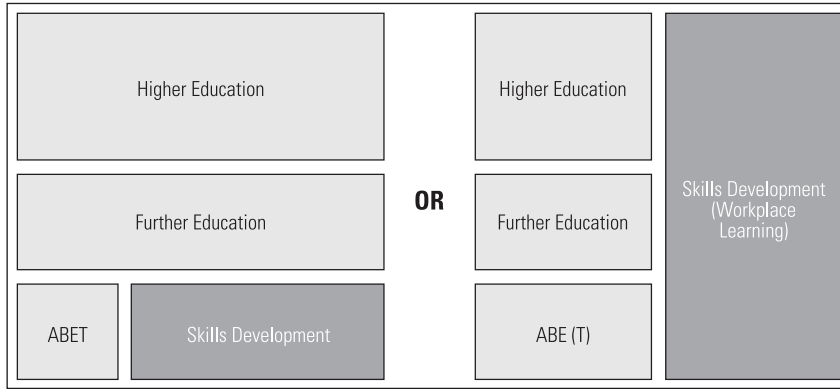 Higher Education
Further Education
ABET
Skills Development
OR
Higher Education
Further Education
ABE (T)
Skills Development
(Workplace
Learning)